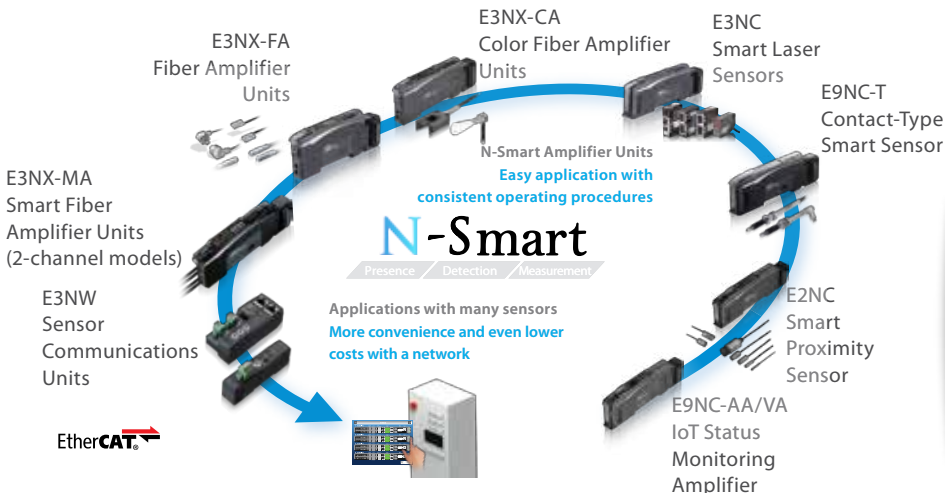 E3NX-CA
Color Fiber Amplifier
Units
E3NC
Smart Laser
Sensors
E3NX-FA
Fiber Amplifier
Units
E9NC-T
Contact-Type
Smart Sensor
N-Smart Amplifier Units
Easy application with
consistent operating procedures
E3NX-MA
Smart Fiber
Amplifier Units
(2-channel models)
N-Smart
Presence / Detection / Measurement
E3NW
Sensor
Communications
Units
Applications with many sensors
More convenience and even lower
costs with a network
E2NC
Smart
Proximity
Sensor
E9NC-AA/VA
IoT Status
Monitoring
Amplifier
EtherCAT®